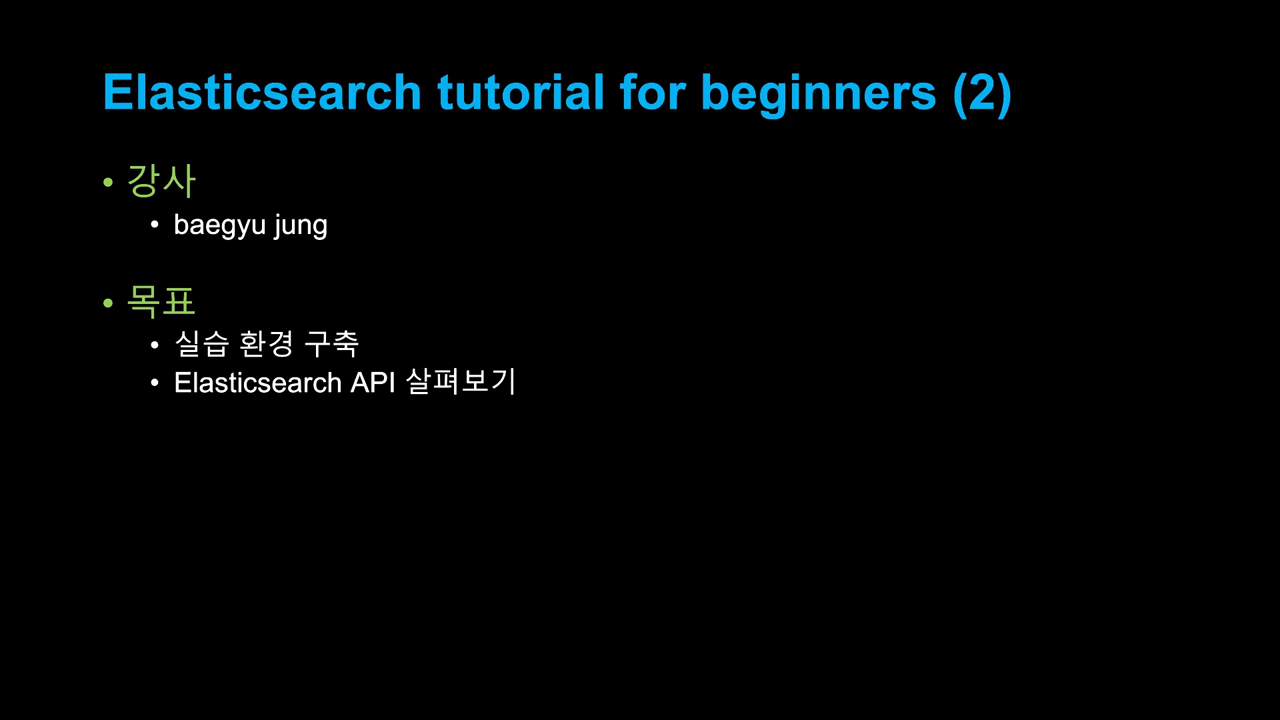 Elasticsearch tutorial for beginners (2)
• 강사
• baegyu jung
• 목표
• 실습 환경 구축
• Elasticsearch API 살펴보기